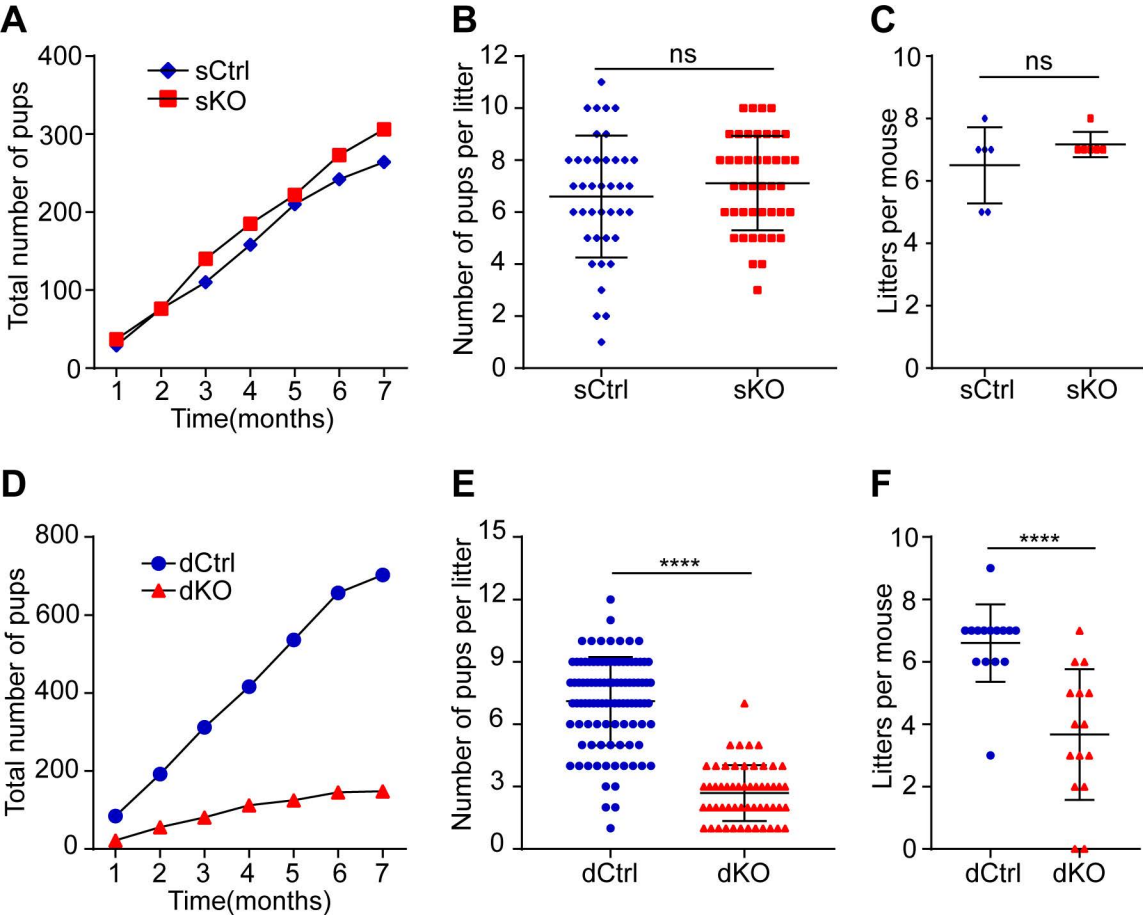 A
Total number of pups
400
300
200
100
0
sCtrl
sKO
1 2 3 4 5 6 7
Time(months)
B
Number of pups per litter
12
10
8
6
4
2
0
ns
sCtrl sKO
C
Litters per mouse
10
8
6
4
2
0
ns
sCtrl sKO
D
Total number of pups
800
600
400
200
0
dCtrl
dKO
1 2 3 4 5 6 7
Time(months)
E
Number of pups per litter
15
12
9
6
3
0
****
dCtrl dKO
F
Litters per mouse
10
8
6
4
2
0
****
dCtrl dKO